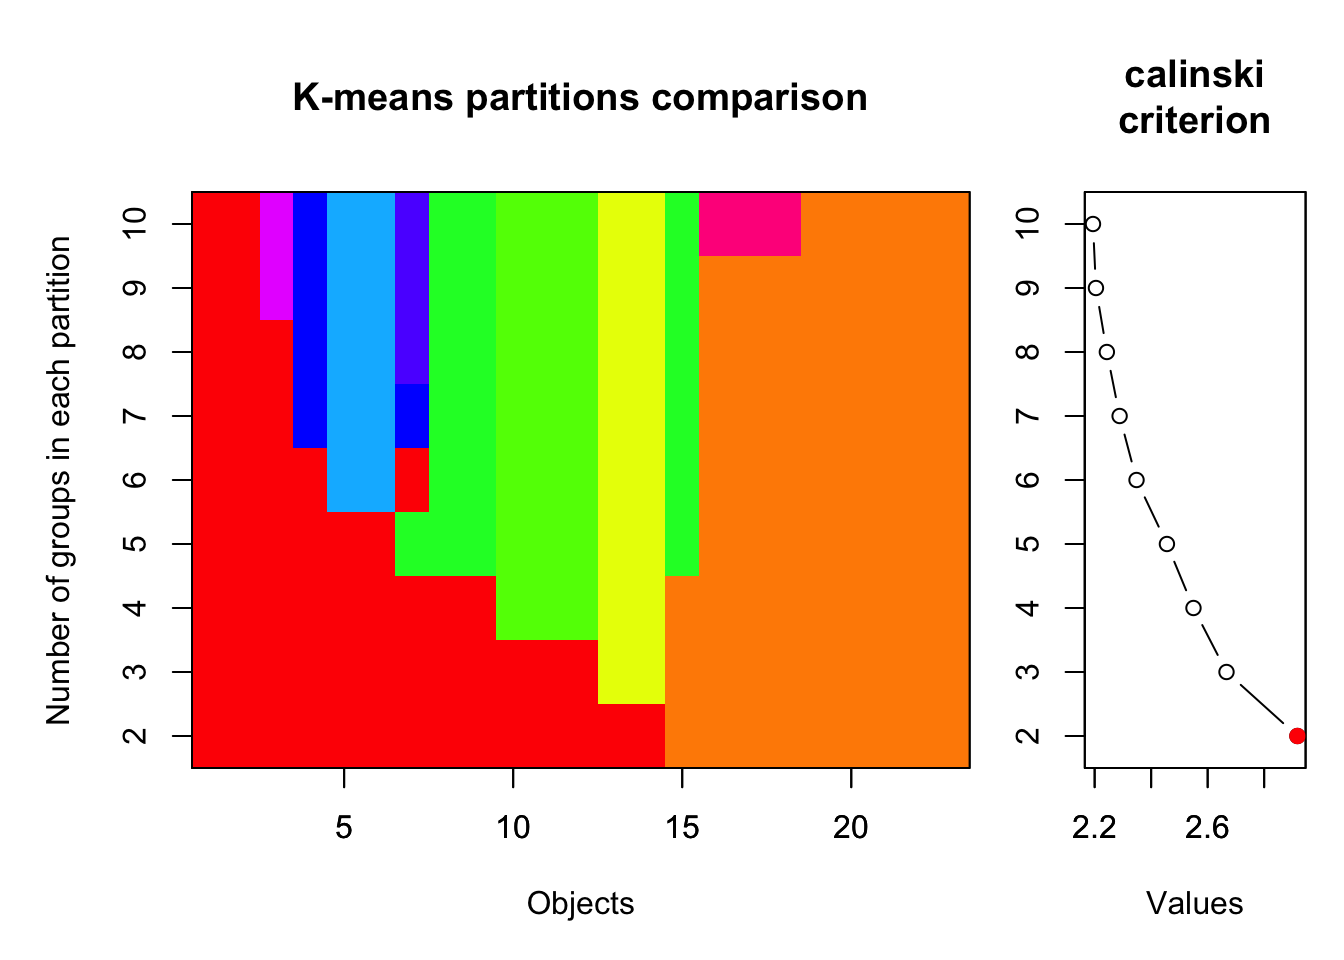 K-means partitions comparison
calinski
criterion
Number of groups in each partition
10
9
8
7
6
5
4
3
2
5 10 15 20
Objects
10
9
8
7
6
5
4
3
2
2.2 2.6
Values